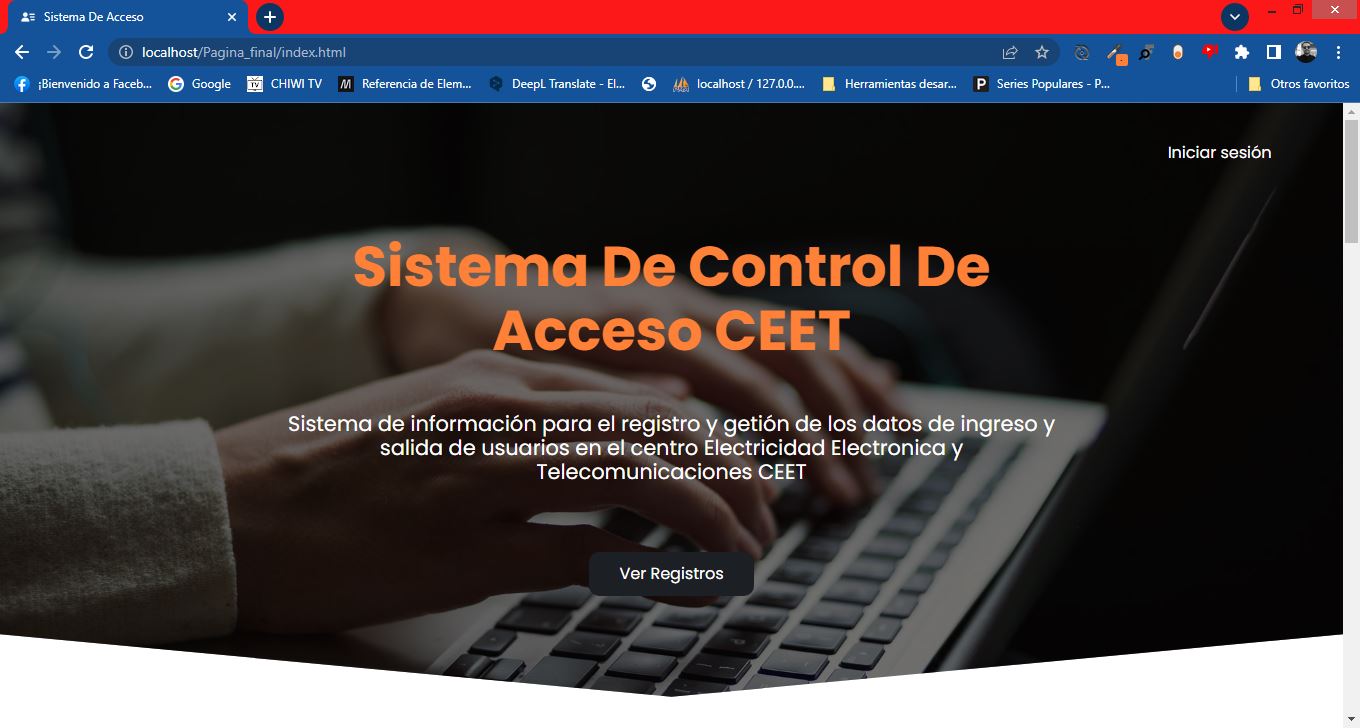 Sistema De Acceso
localhost/Pagina_final/index.html
¡Bienvenido a Faceb...
Google
CHIWI TV
Referencia de Elem...
DeepL Translate - El...
localhost / 127.0.0....
Herramientas desar...
Series Populares - P...
Otros favoritos
Iniciar sesión
Sistema De Control De
Acceso CEET
Sistema de información para el registro y getión de los datos de ingreso y
salida de usuarios en el centro Electricidad Electronica y
Telecomunicaciones CEET
Ver Registros